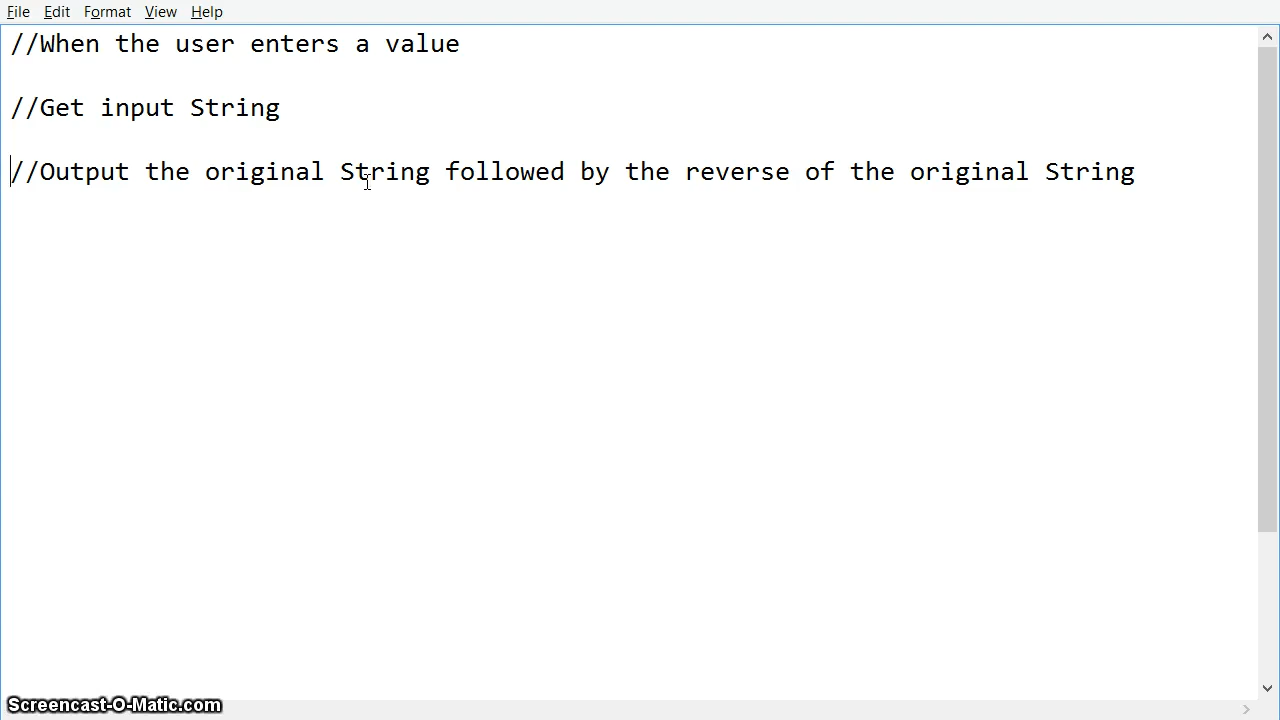 File Edit Format View Help
//When the user enters a value
//Get input String
//Output the original String followed by the reverse of the original String
Screencast-O-Matic.com